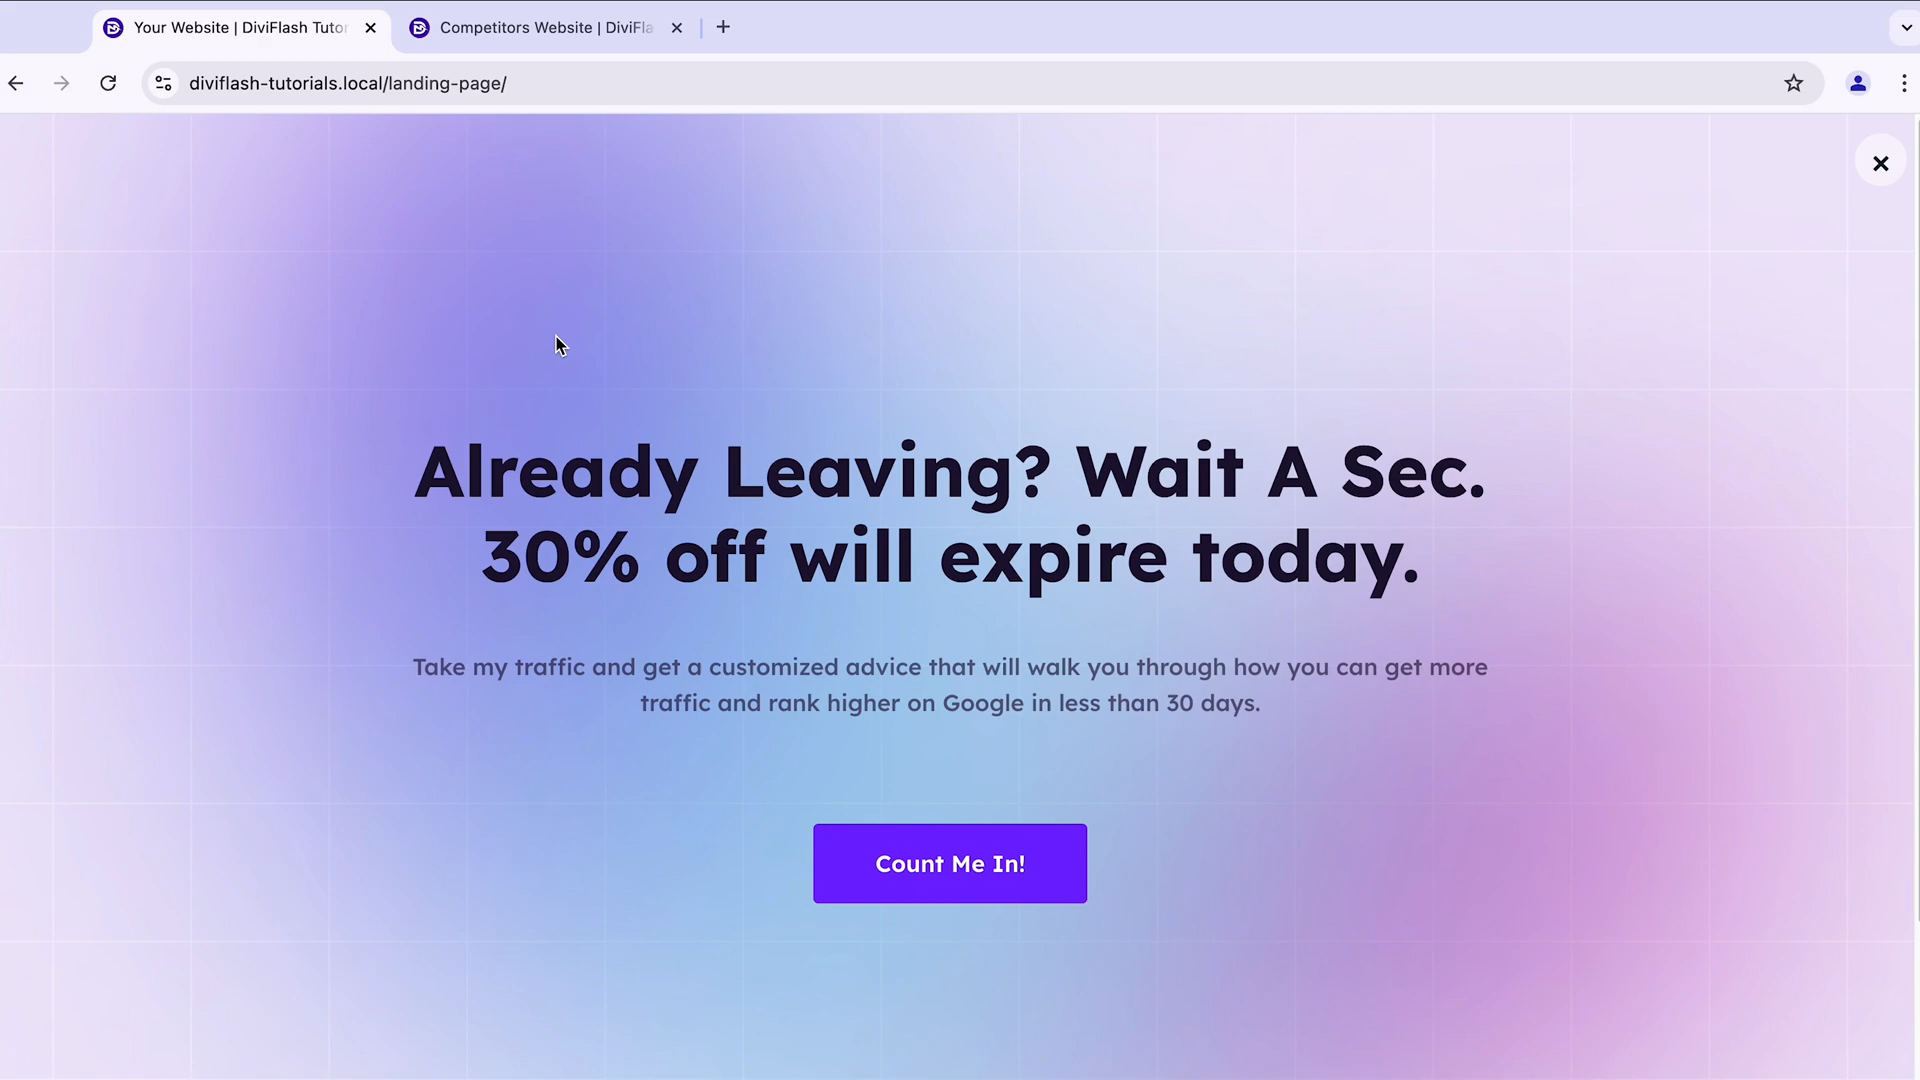 Your Website | DiviFlash Tutor
Competitors Website | DiviFla
diviflash-tutorials.local/landing-page/
Already Leaving? Wait A Sec.
30% off will expire today.
Take my traffic and get a customized advice that will walk you through how you can get more
traffic and rank higher on Google in less than 30 days.
Count Me In!